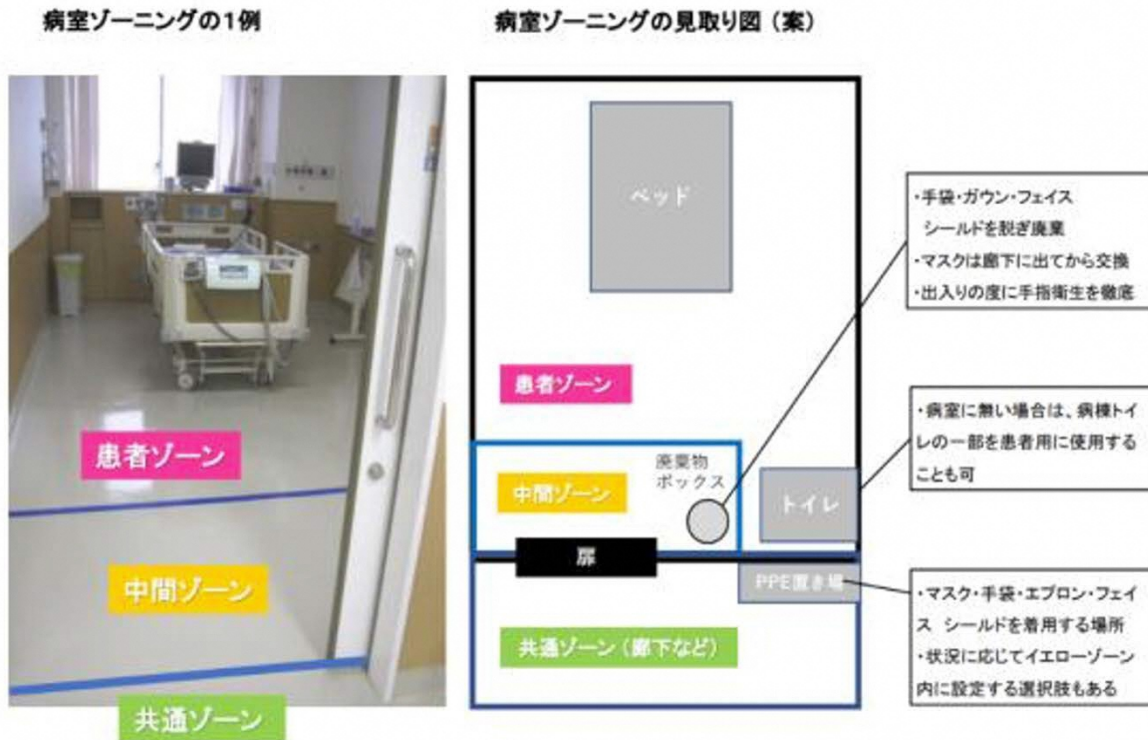 病室ゾーニングの1例
病室ゾーニングの見取り図（案）
患者ゾーン
中間ゾーン
共通ゾーン
ベッド
患者ゾーン
中間ゾーン
廃棄物
ボックス
トイレ
扉
PPE置き場
共通ゾーン（廊下など）
・手袋・ガウン・フェイス
シールドを脱ぎ廃棄
・マスクは廊下に出てから交換
・出入りの度に手指衛生を徹底
・病室に無い場合は、病棟トイ
レの一部を患者用に使用する
ことも可
・マスク・手袋・エプロン・フェイ
ス シールドを着用する場所
・状況に応じてイエローゾーン
内に設定する選択肢もある